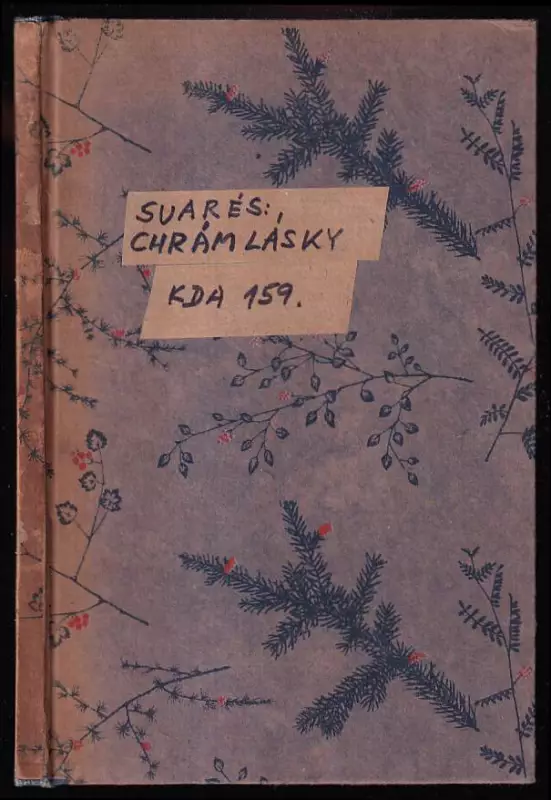 SUARÉS:,
CHRÁM LÁSKY
KDA 159.